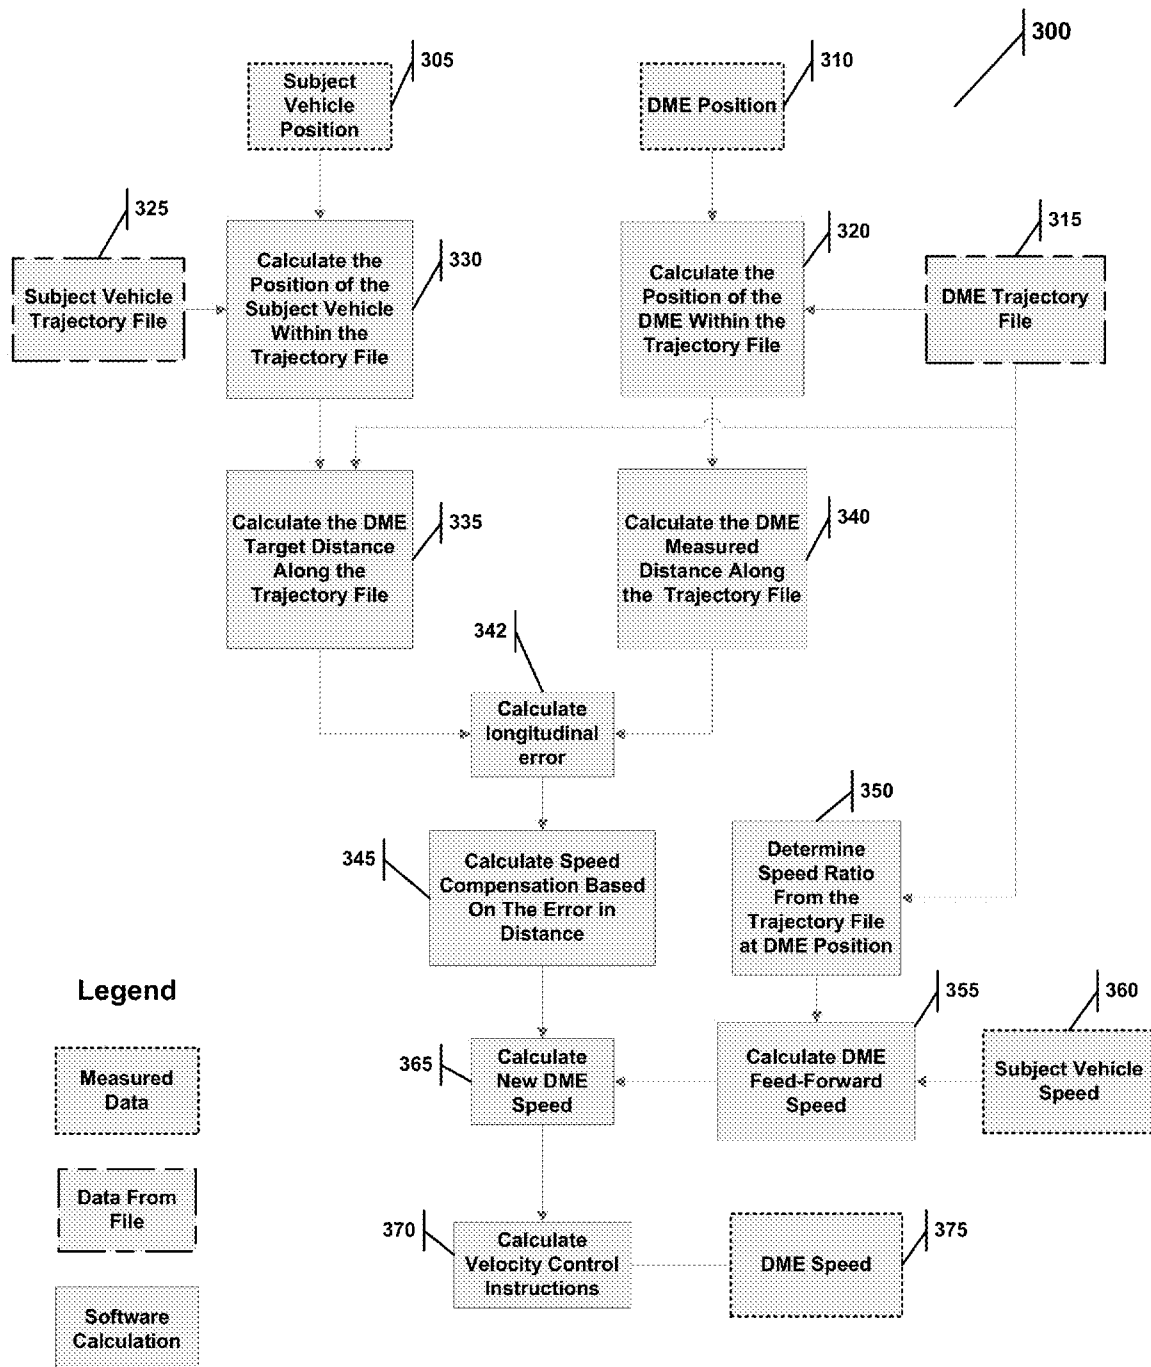 300
305
310
Subject
Vehicle
Position
DME Position
325
320
315
330
Subject Vehicle
Trajectory File
Calculate the
Position of the
Subject Vehicle
Within the
Trajectory File
Calculate the
Position of the
DME Within the
Trajectory File
DME Trajectory
File
335
340
Calculate the DME
Target Distance
Along the
Trajectory File
Calculate the DME
Measured
Distance Along
the Trajectory File
342
Calculate
longitudinal
error
350
345
Calculate Speed
Compensation Based
On The Error in
Distance
Determine
Speed Ratio
From the
Trajectory File
at DME Position
355
360
365
Calculate
New DME
Speed
Calculate DME
Feed-Forward
Speed
Subject Vehicle
Speed
370
375
Calculate
Velocity Control
Instructions
DME Speed
Legend
Measured
Data
Data From
File
Software
Calculation